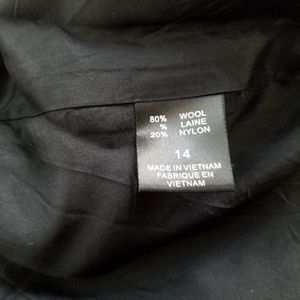 80% WOOL
% LAINE
20% NYLON
14
MADE IN VIETNAM
FABRIQUE EN
VIETNAM